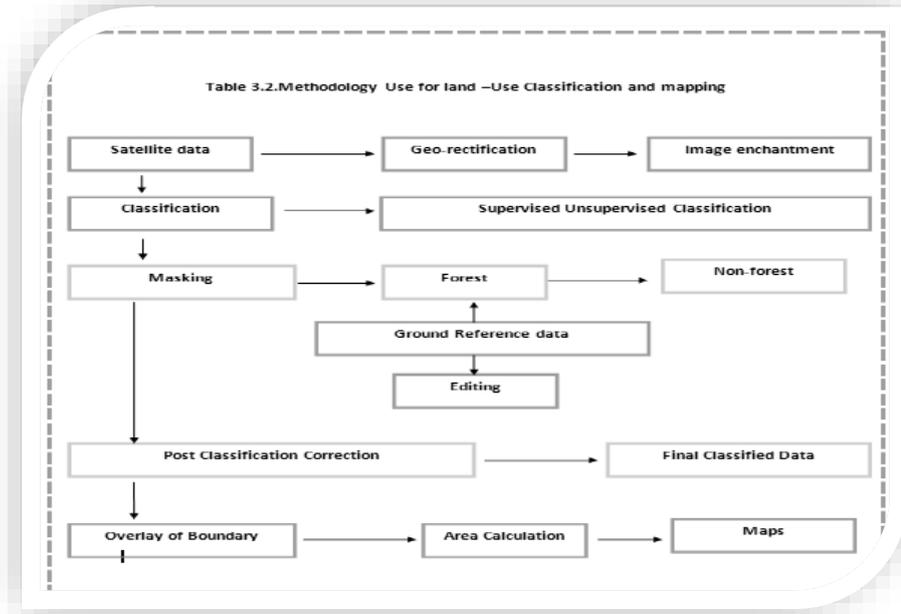 Table 3.2.Methodology Use for land –Use Classification and mapping
Satellite data
Geo-rectification
Image enchantment
Classification
Supervised Unsupervised Classification
Masking
Forest
Non-forest
Ground Reference data
Editing
Post Classification Correction
Final Classified Data
Overlay of Boundary
Area Calculation
Maps